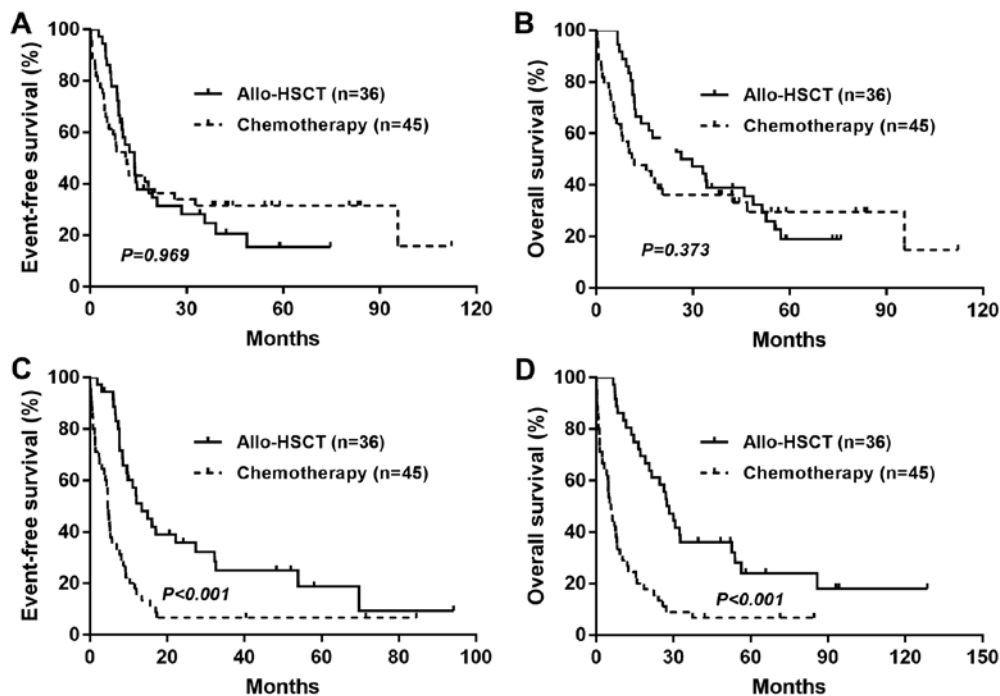 A
Event-free survival (%)
100
80
60
40
20
0
Allo-HSCT (n=36)
Chemotherapy (n=45)
P=0.969
0 30 60 90 120
Months
B
Overall survival (%)
100
80
60
40
20
0
Allo-HSCT (n=36)
Chemotherapy (n=45)
P=0.373
0 30 60 90 120
Months
C
Event-free survival (%)
100
80
60
40
20
0
Allo-HSCT (n=36)
Chemotherapy (n=45)
P<0.001
0 20 40 60 80 100
Months
D
Overall survival (%)
100
80
60
40
20
0
Allo-HSCT (n=36)
Chemotherapy (n=45)
P<0.001
0 30 60 90 120 150
Months